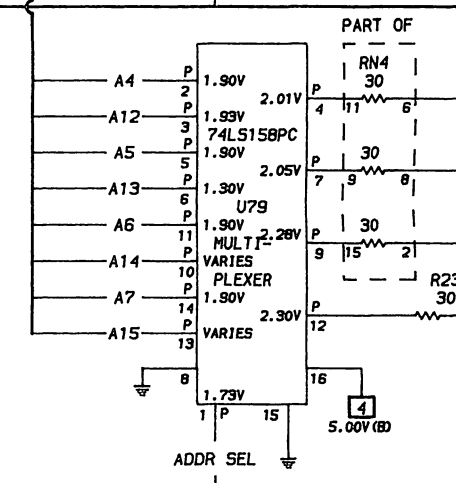 PART OF
RN4
30
A4 P 2 1.90V
2.01V P 4 11 6
A12 P 3 1.93V
74LS158PC
A5 P 5 1.90V
30
2.05V P 7 9 8
A13 P 6 1.30V
U79
A6 P 11 1.90V
30
2.28V P 9 15 2
MULTI-
A14 P 10 VARIES
PLEXER
R23
30
A7 P 14 1.90V
2.30V P 12
A15 P 13 VARIES
8 16
1.73V
4
1 P 15
5.00V(B)
ADDR SEL